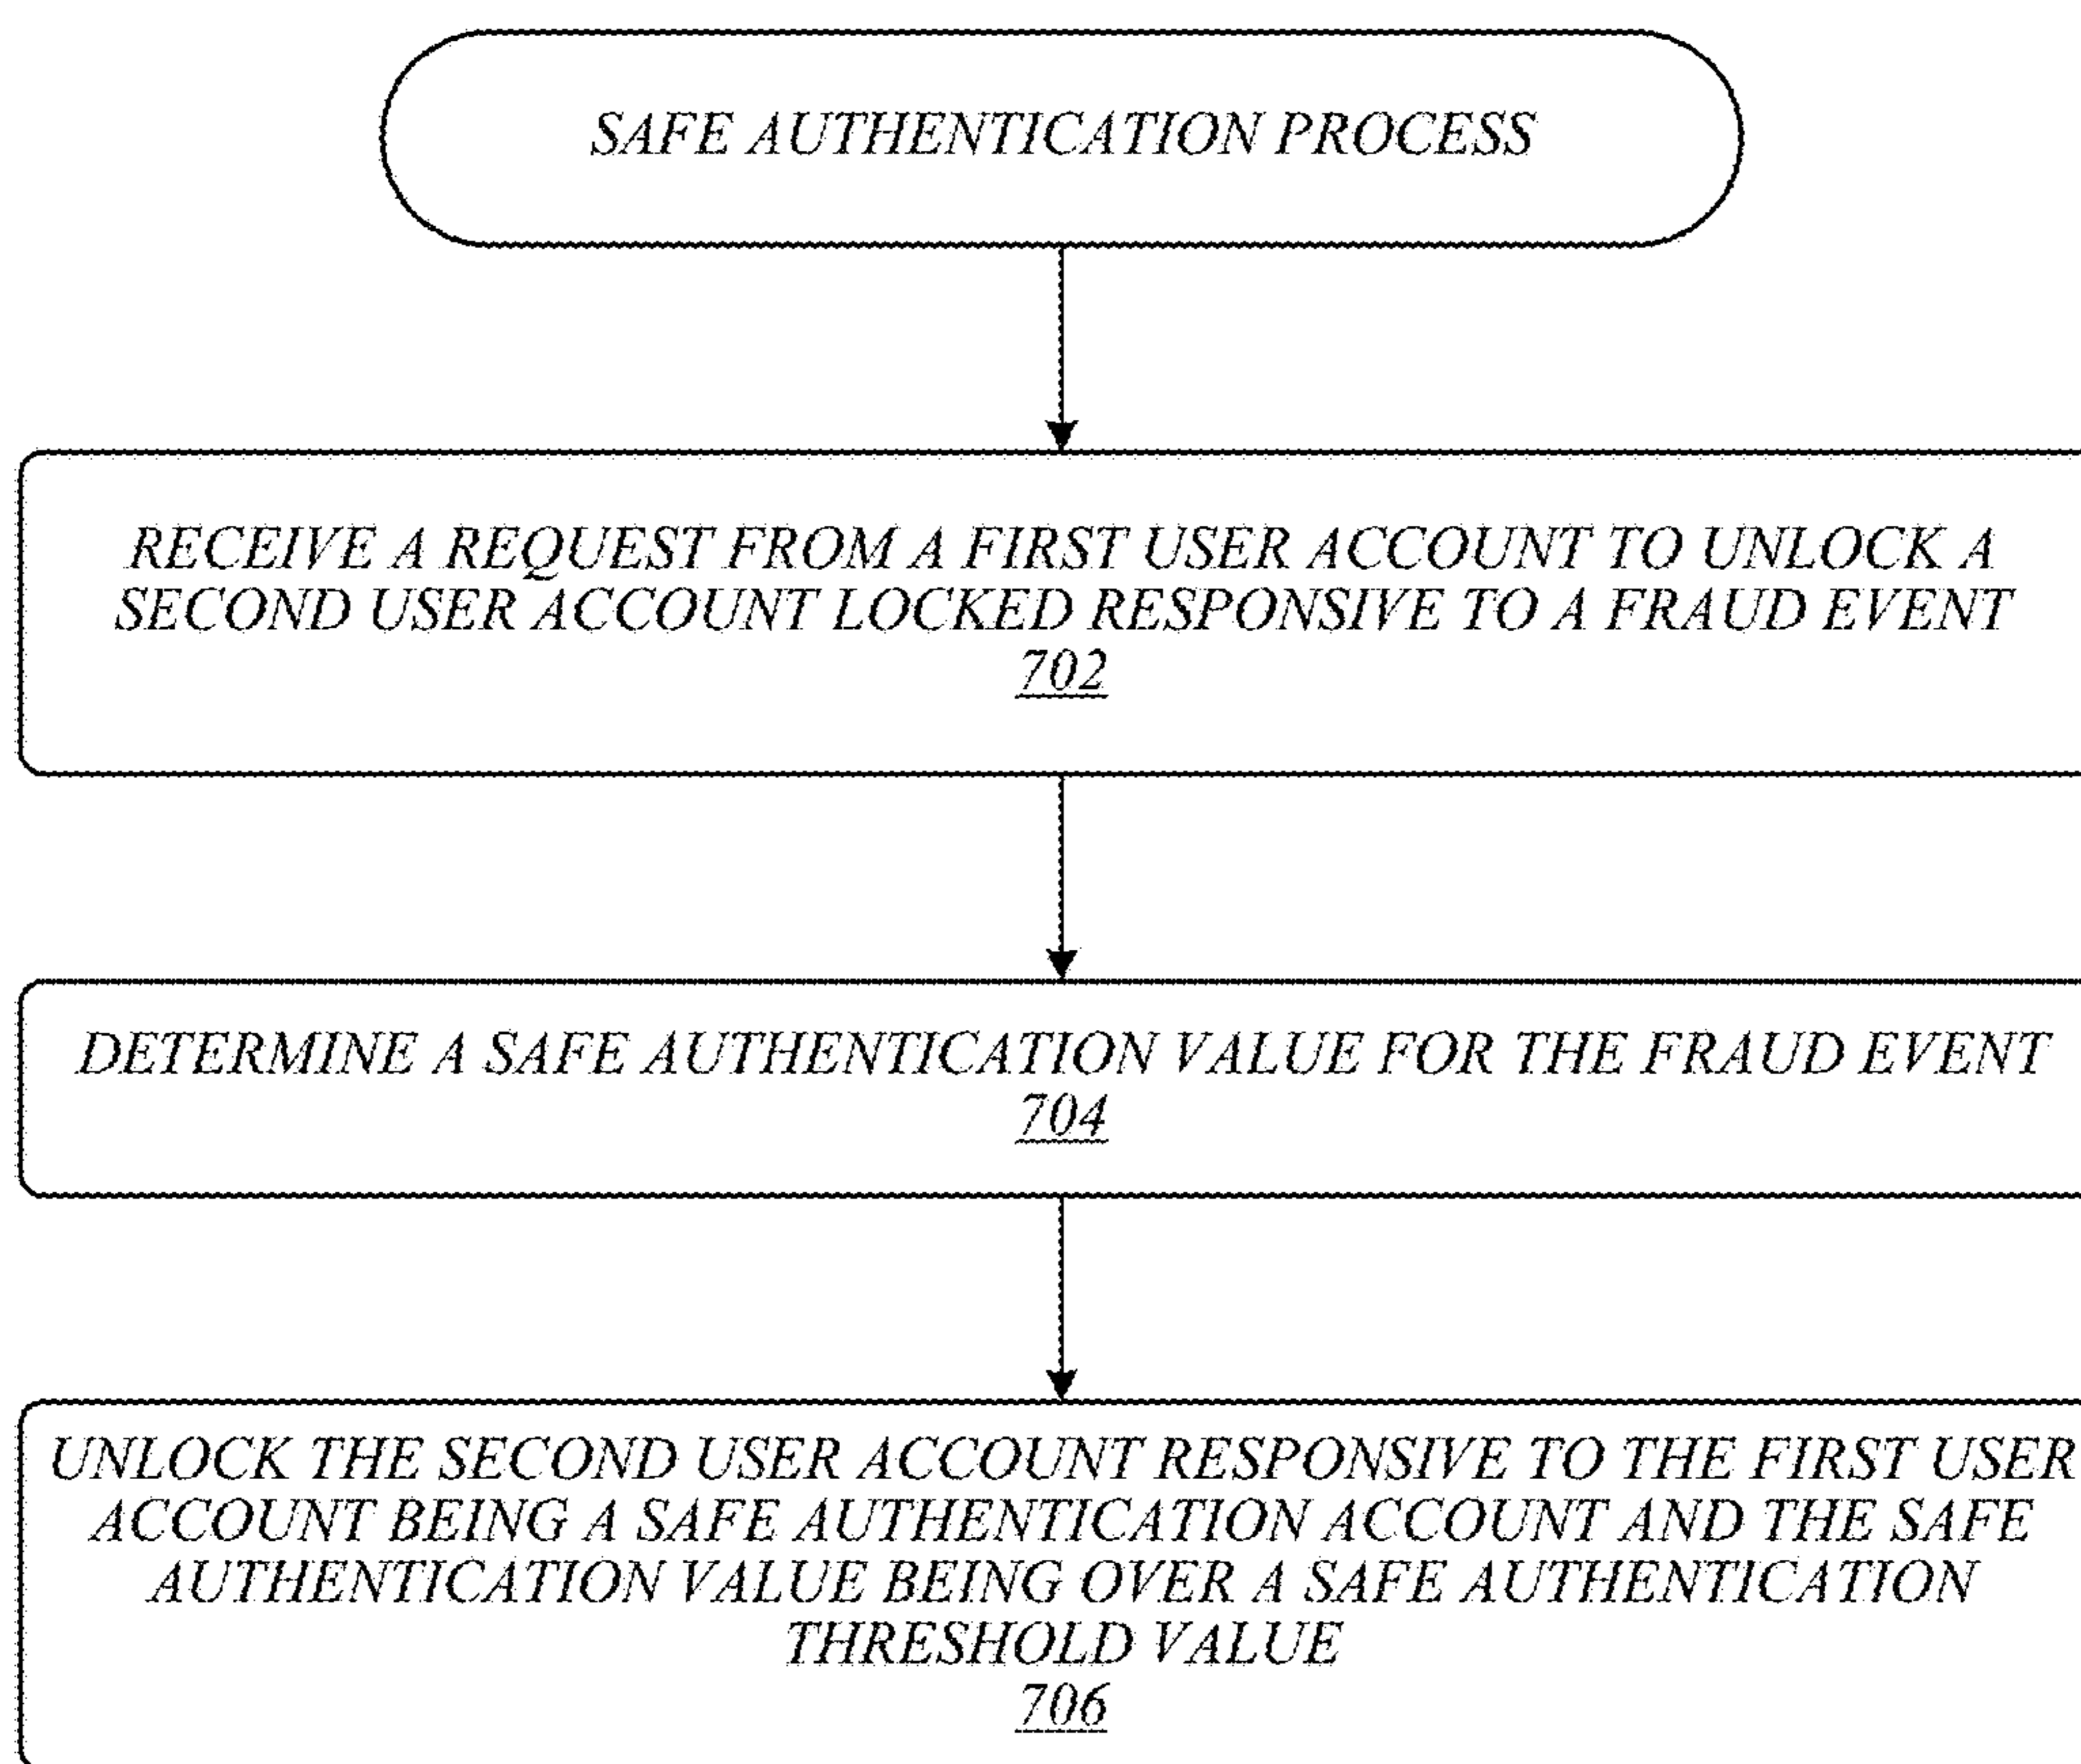 SAFE AUTHENTICATION PROCESS
RECEIVE A REQUEST FROM A FIRST USER ACCOUNT TO UNLOCK A
SECOND USER ACCOUNT LOCKED RESPONSIVE TO A FRAUD EVENT
702
DETERMINE A SAFE AUTHENTICATION VALUE FOR THE FRAUD EVENT
704
UNLOCK THE SECOND USER ACCOUNT RESPONSIVE TO THE FIRST USER
ACCOUNT BEING A SAFE AUTHENTICATION ACCOUNT AND THE SAFE
AUTHENTICATION VALUE BEING OVER A SAFE AUTHENTICATION
THRESHOLD VALUE
706